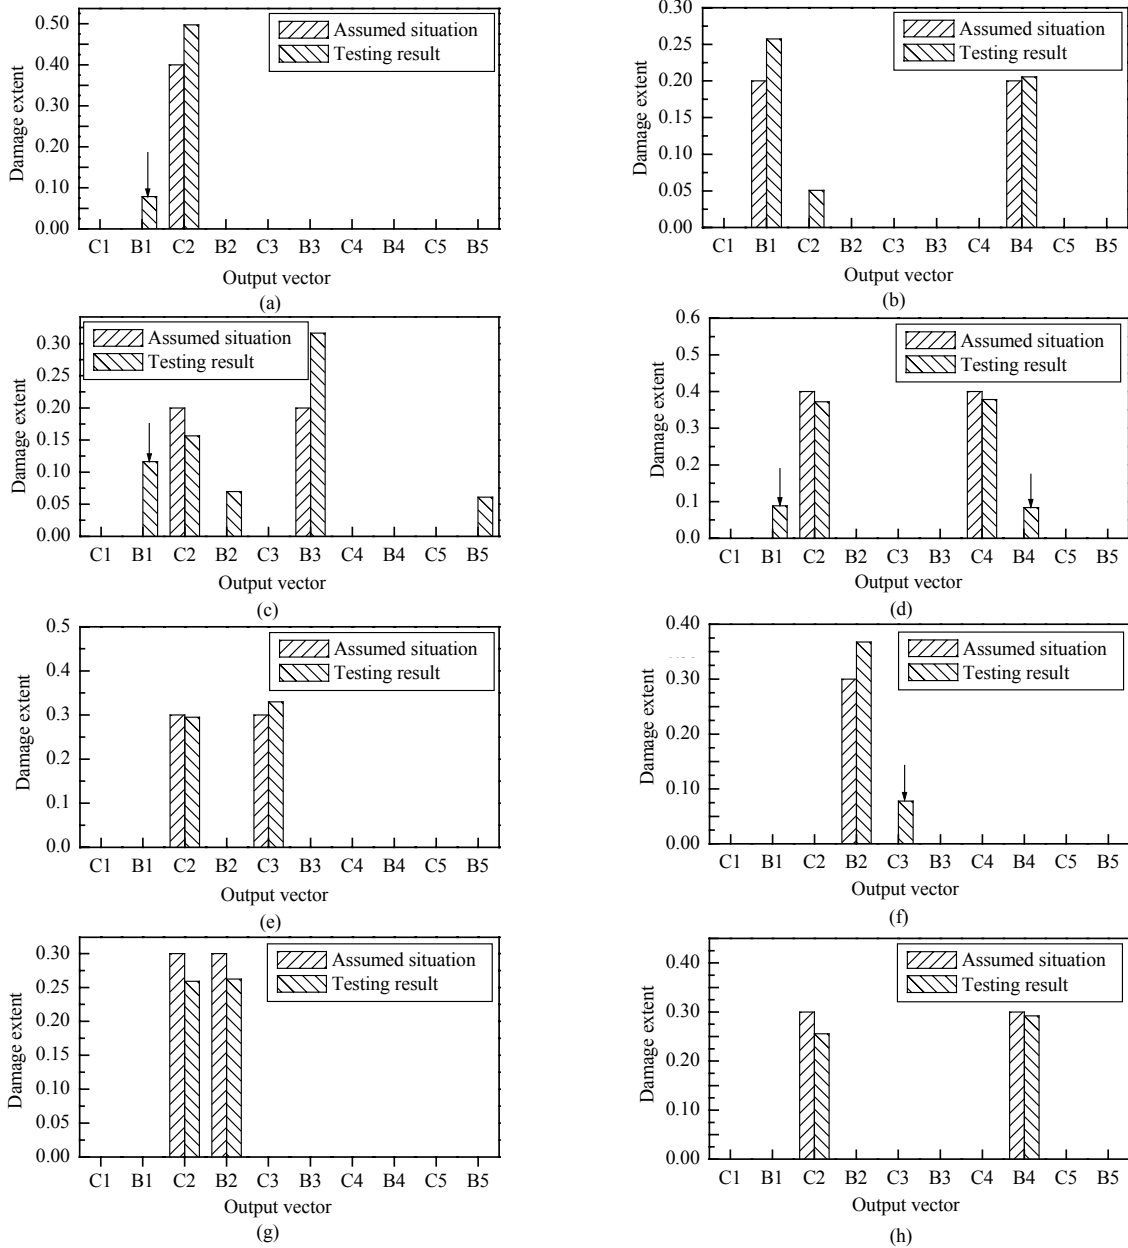 0.50
0.40
0.30
0.20
0.10
0.00
Damage extent
Assumed situation
Testing result
C1 B1 C2 B2 C3 B3 C4 B4 C5 B5
Output vector
(a)
0.30
0.25
0.20
0.15
0.10
0.05
0.00
Damage extent
Assumed situation
Testing result
C1 B1 C2 B2 C3 B3 C4 B4 C5 B5
Output vector
(b)
0.30
0.25
0.20
0.15
0.10
0.05
0.00
Damage extent
Assumed situation
Testing result
C1 B1 C2 B2 C3 B3 C4 B4 C5 B5
Output vector
(c)
0.6
0.5
0.4
0.3
0.2
0.1
0.0
Damage extent
Assumed situation
Testing result
C1 B1 C2 B2 C3 B3 C4 B4 C5 B5
Output vector
(d)
0.5
0.4
0.3
0.2
0.1
0.0
Damage extent
Assumed situation
Testing result
C1 B1 C2 B2 C3 B3 C4 B4 C5 B5
Output vector
(e)
0.40
0.30
0.20
0.10
0.00
Damage extent
Assumed situation
Testing result
C1 B1 C2 B2 C3 B3 C4 B4 C5 B5
Output vector
(f)
0.30
0.25
0.20
0.15
0.10
0.05
0.00
Damage extent
Assumed situation
Testing result
C1 B1 C2 B2 C3 B3 C4 B4 C5 B5
Output vector
(g)
0.40
0.30
0.20
0.10
0.00
Damage extent
Assumed situation
Testing result
C1 B1 C2 B2 C3 B3 C4 B4 C5 B5
Output vector
(h)